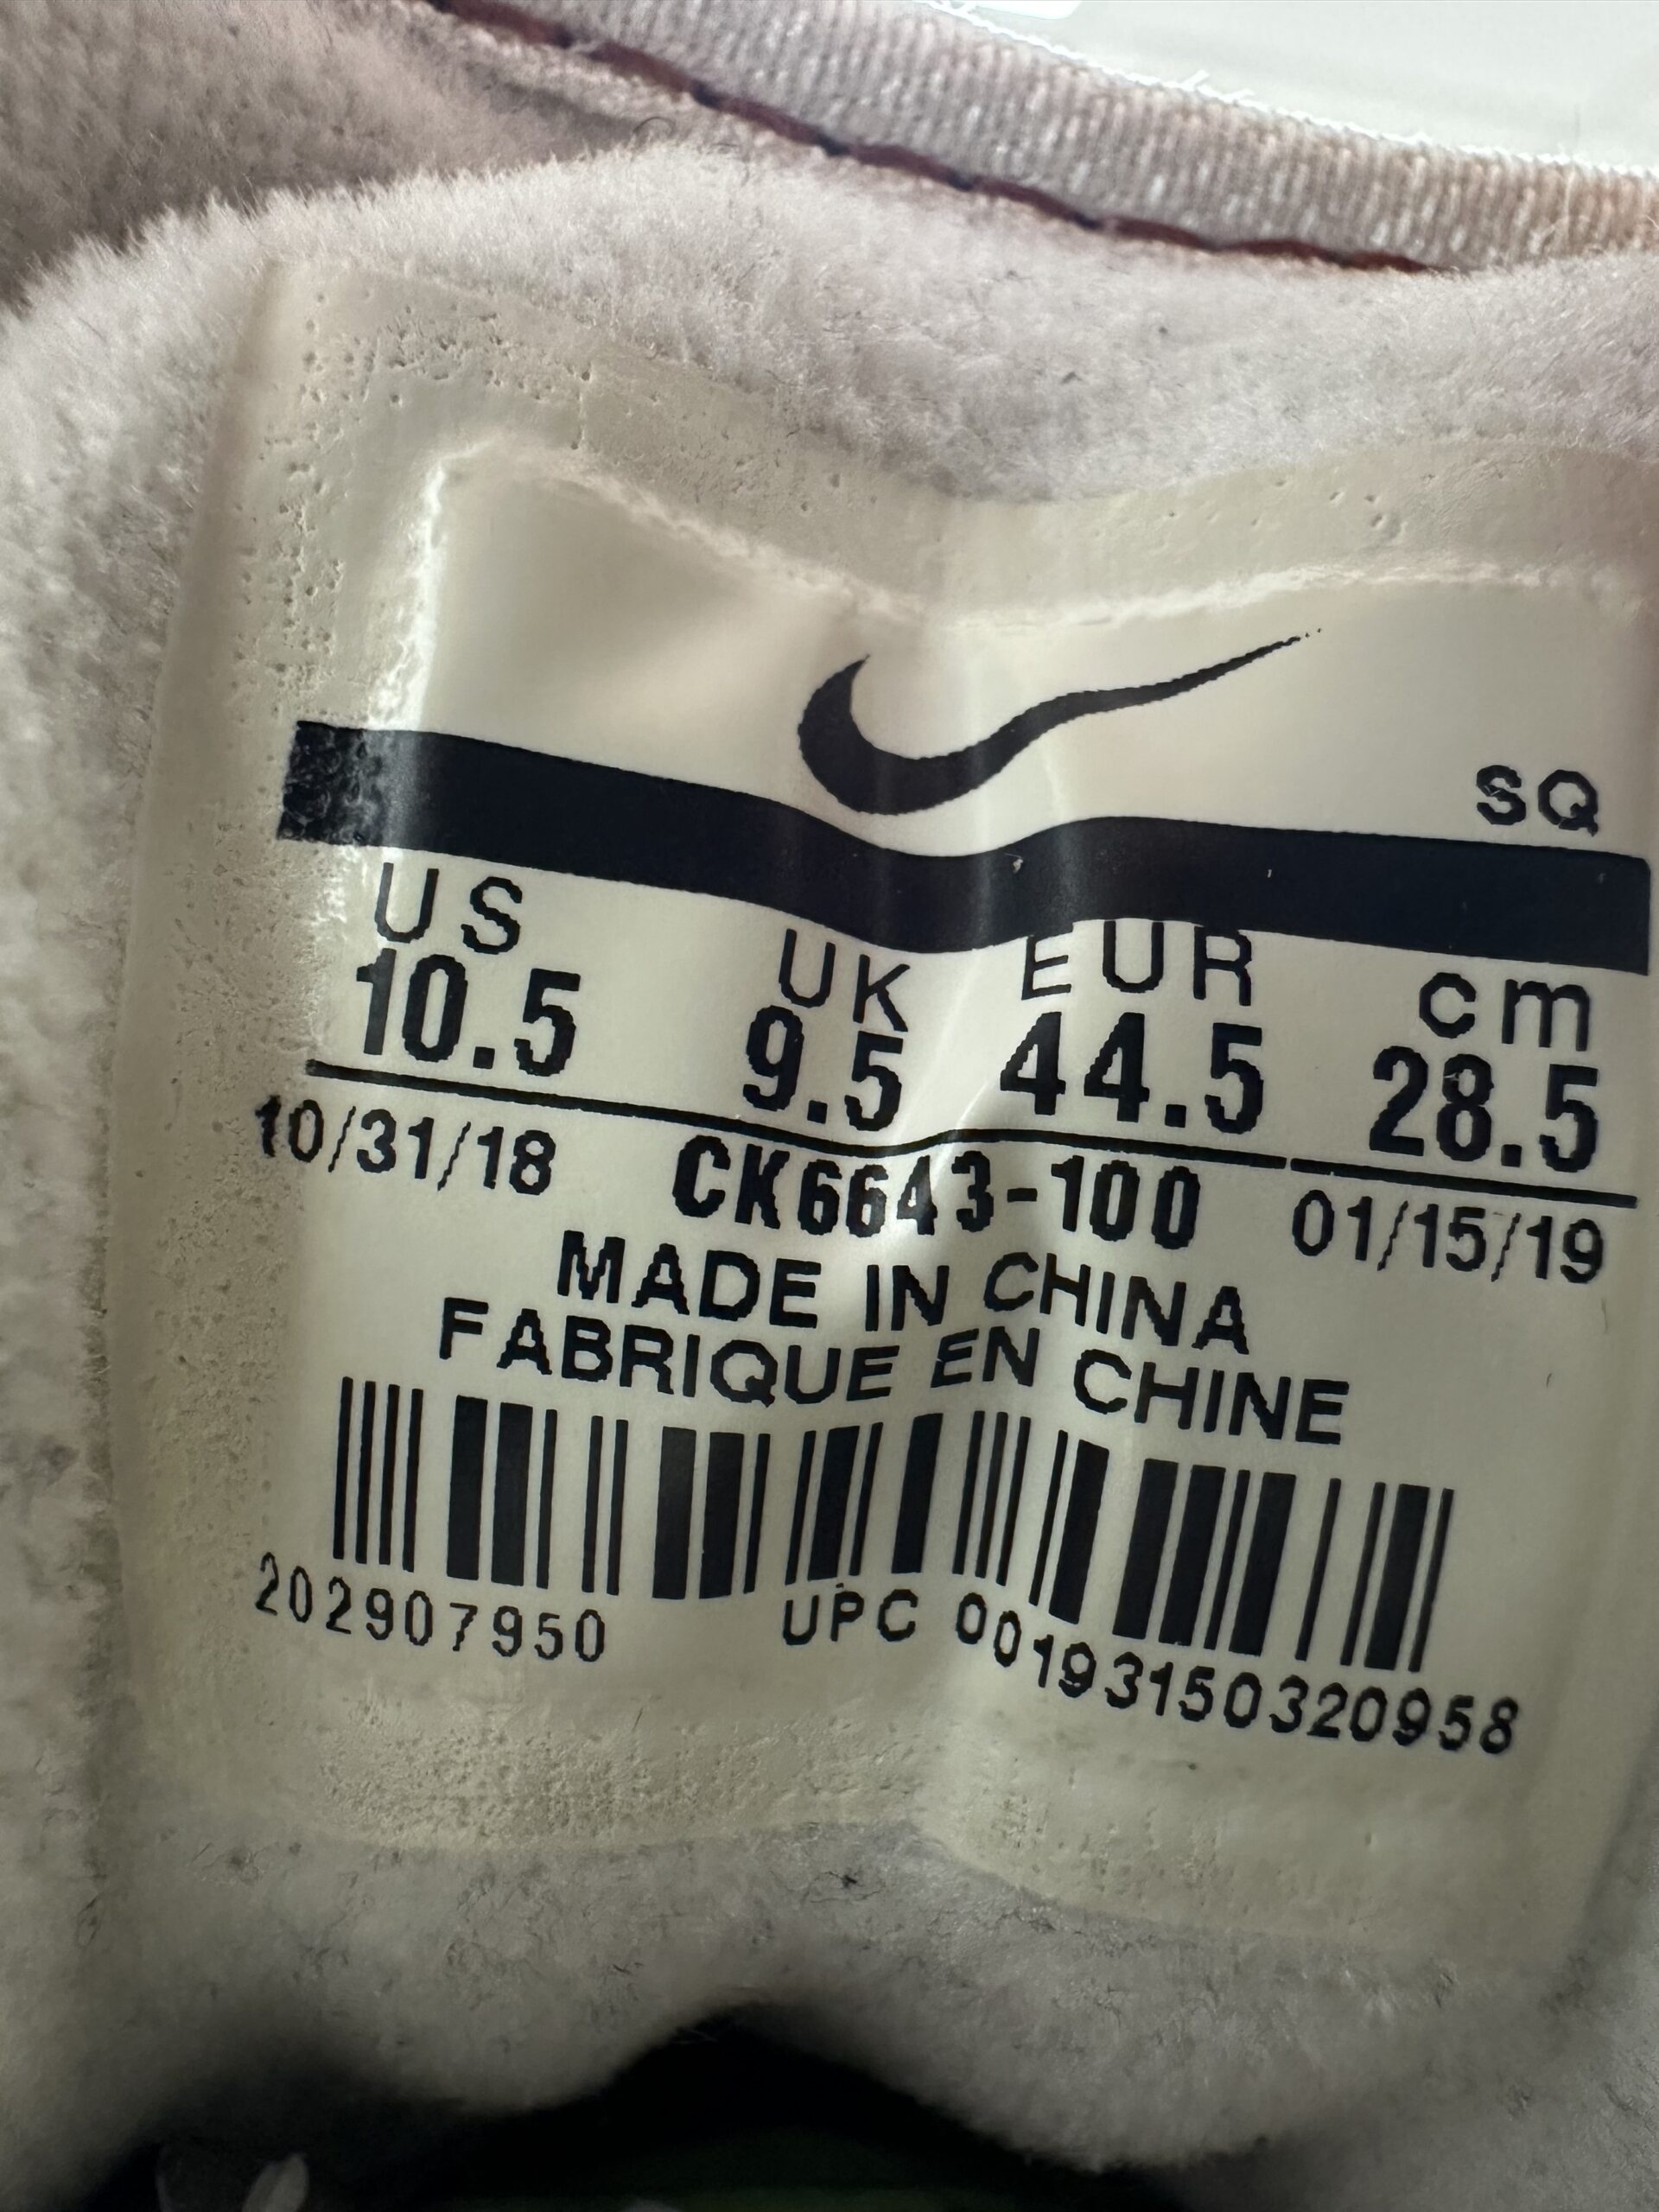 SQ
US UK EUR cm
10.5 9.5 44.5 28.5
10/31/18 CK6643-100 01/15/19
MADE IN CHINA
FABRIQUE EN CHINE
202907950 UPC 00193150320958